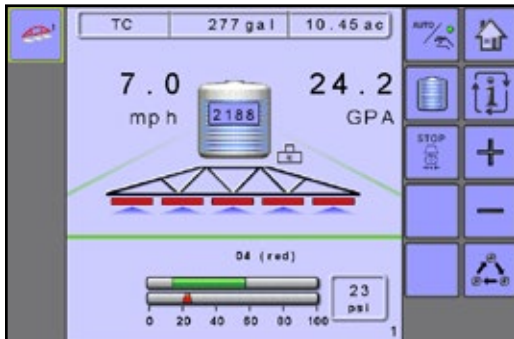 TC 277 gal 10.45 ac
AUTO
7.0 24.2
mph 2188 GPA
STOP
04 (red)
23
psi
0 20 40 60 80 100
1